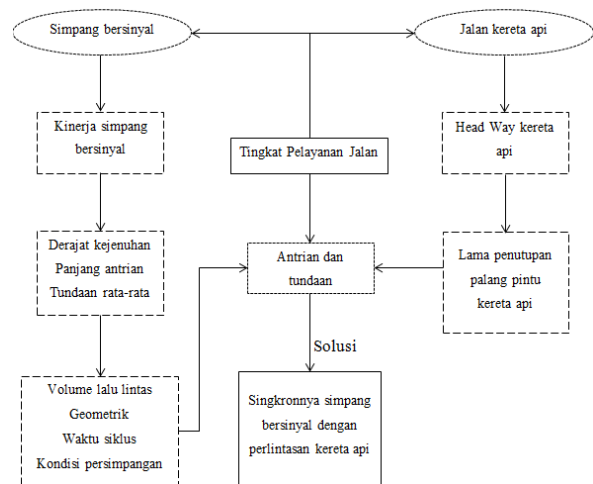 Simpang bersinyal
Jalan kereta api
Kinerja simpang
bersinyal
Tingkat Pelayanan Jalan
Head Way kereta
api
Derajat kejenuhan
Panjang antrian
Tundaan rata-rata
Antrian dan
tundaan
Lama penutupan
palang pintu
kereta api
Solusi
Volume lalu lintas
Geometrik
Waktu siklus
Kondisi persimpangan
Singkronnya simpang
bersinyal dengan
perlintasan kereta api